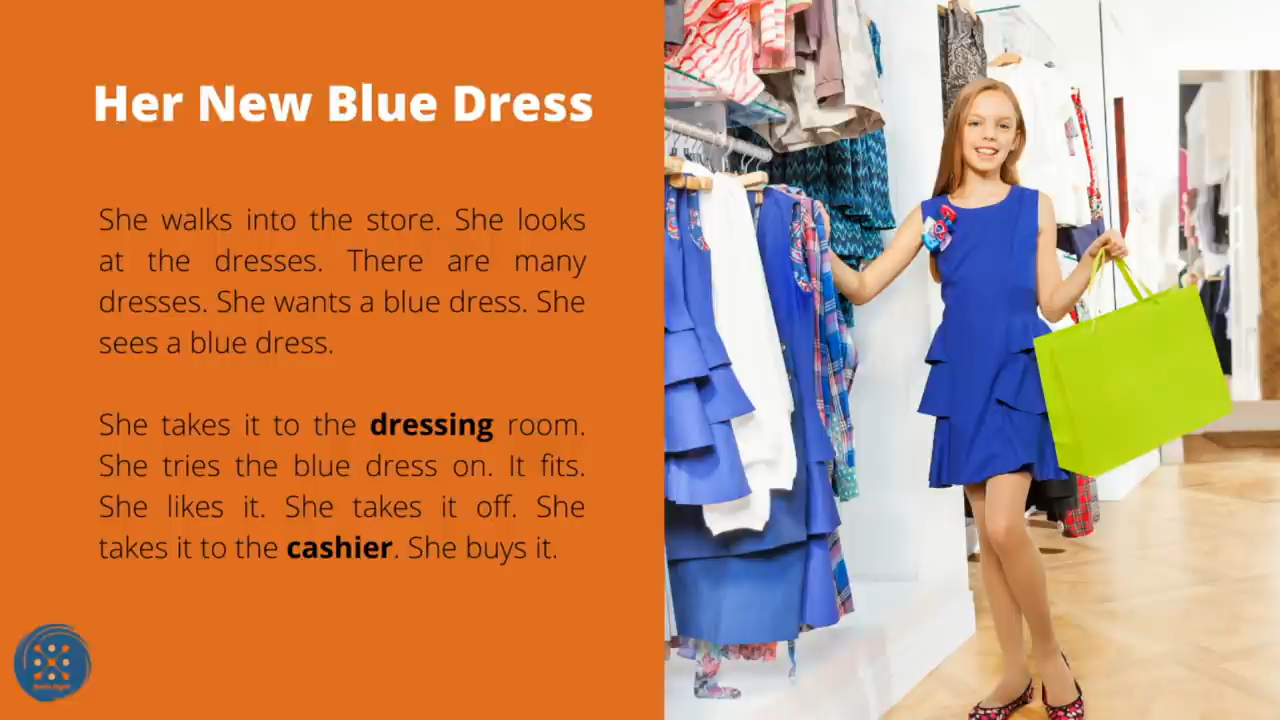 Her New Blue Dress
She walks into the store. She looks
at the dresses. There are many
dresses. She wants a blue dress. She
sees a blue dress.
She takes it to the dressing room.
She tries the blue dress on. It fits.
She likes it. She takes it off. She
takes it to the cashier. She buys it.